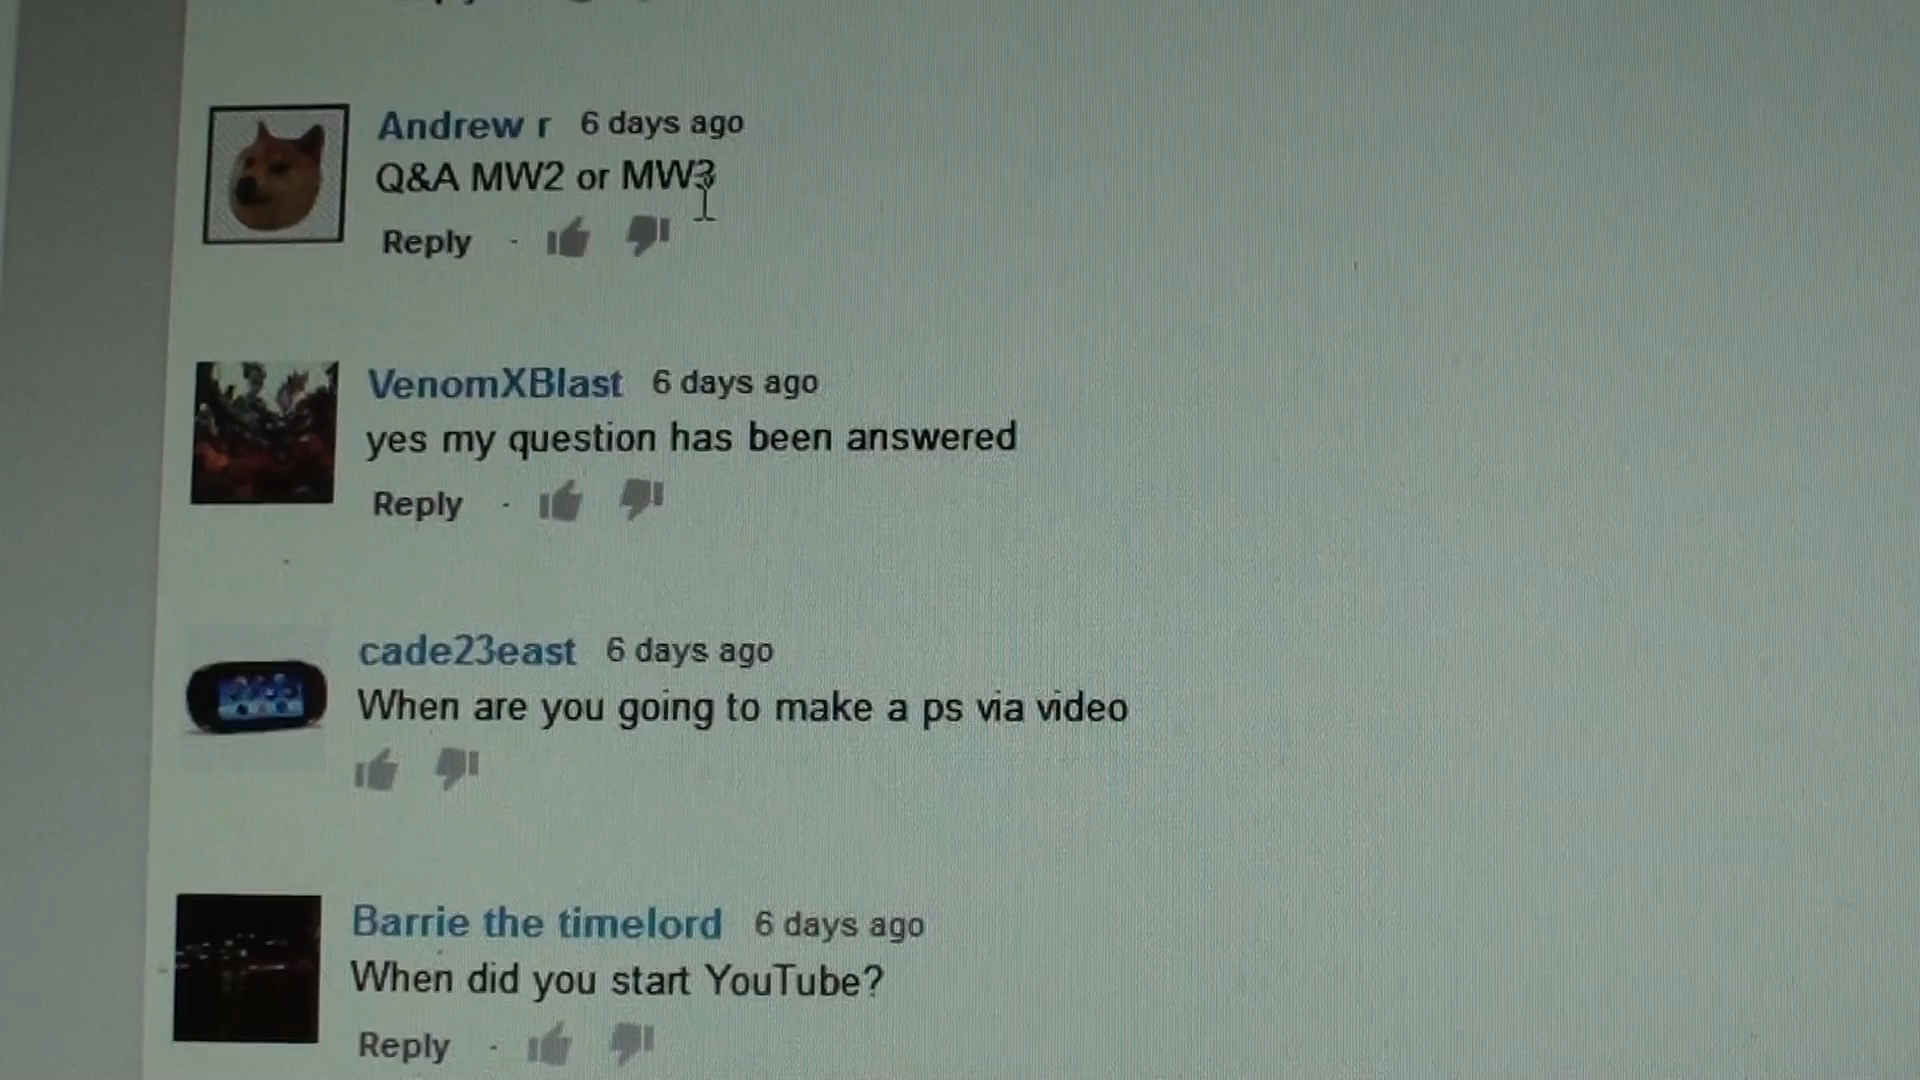 Andrew r 6 days ago
Q&A MW2 or MW3
Reply ·
VenomXBlast 6 days ago
yes my question has been answered
Reply ·
cade23east 6 days ago
When are you going to make a ps via video
Barrie the timelord 6 days ago
When did you start YouTube?
Reply ·